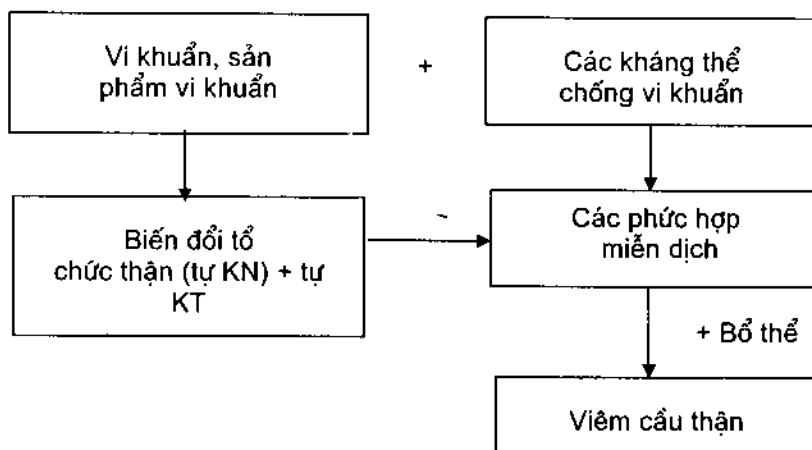 Vi khuẩn, sản
phẩm vi khuẩn
+
Các kháng thể
chống vi khuẩn
Biến đổi tổ
chức thận (tự KN) + tự
KT
Các phức hợp
miễn dịch
+ Bổ thể
Viêm cầu thận